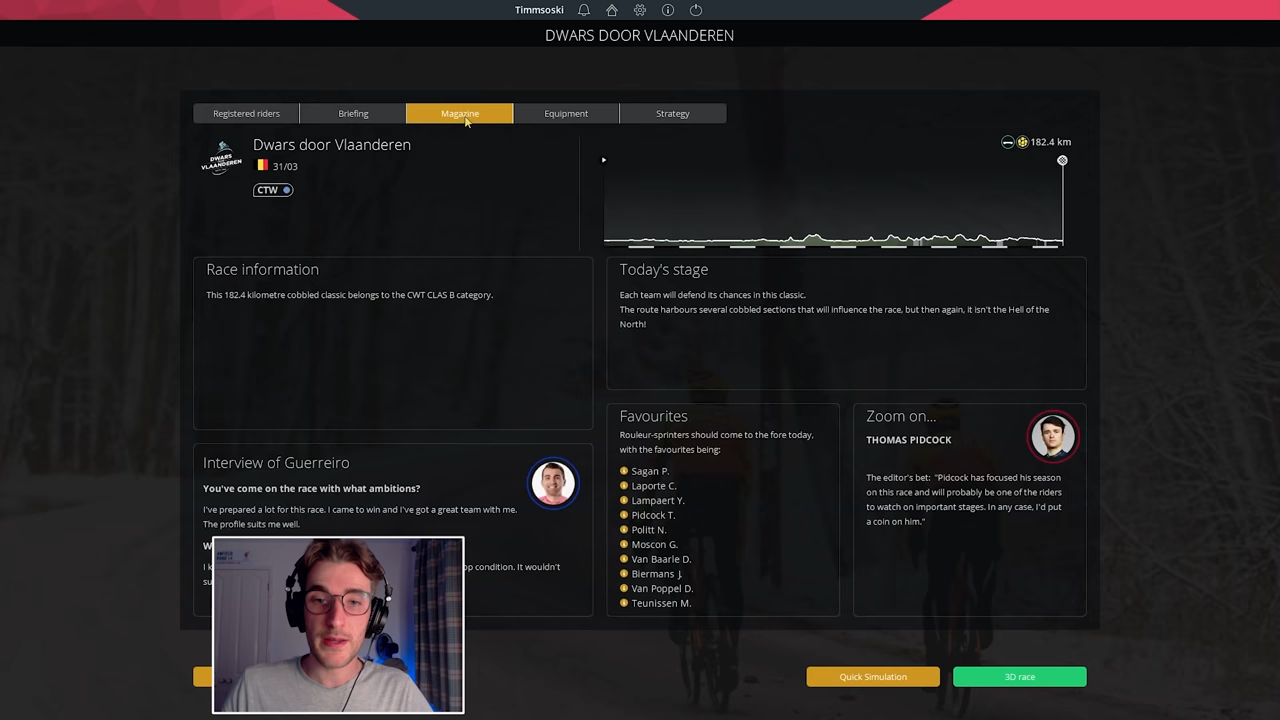 Timmsoski
DWARS DOOR VLAANDEREN
Registered riders
Briefing
Magazine
Equipment
Strategy
DWARS
VLAANDEREN
Dwars door Vlaanderen
31/03
CTW
182.4 km
Race information
This 182.4 kilometre cobbled classic belongs to the CWT CLAS B category.
Today's stage
Each team will defend its chances in this classic.
The route harbours several cobbled sections that will influence the race, but then again, it isn't the Hell of the
North!
Interview of Guerreiro
You've come on the race with what ambitions?
I've prepared a lot for this race. I came to win and I've got a great team with me.
The profile suits me well.
W
I k
op condition. It wouldn't
su
Favourites
Rouleur-sprinters should come to the fore today,
with the favourites being:
Sagan P.
Laporte C.
Lampaert Y.
Pidcock T.
Politt N.
Moscon G.
Van Baarle D.
Biermans J.
Van Poppel D.
Teunissen M.
Zoom on...
THOMAS PIDCOCK
The editor's bet: "Pidcock has focused his season
on this race and will probably be one of the riders
to watch on important stages. In any case, I'd put
a coin on him."
Quick Simulation
3D race